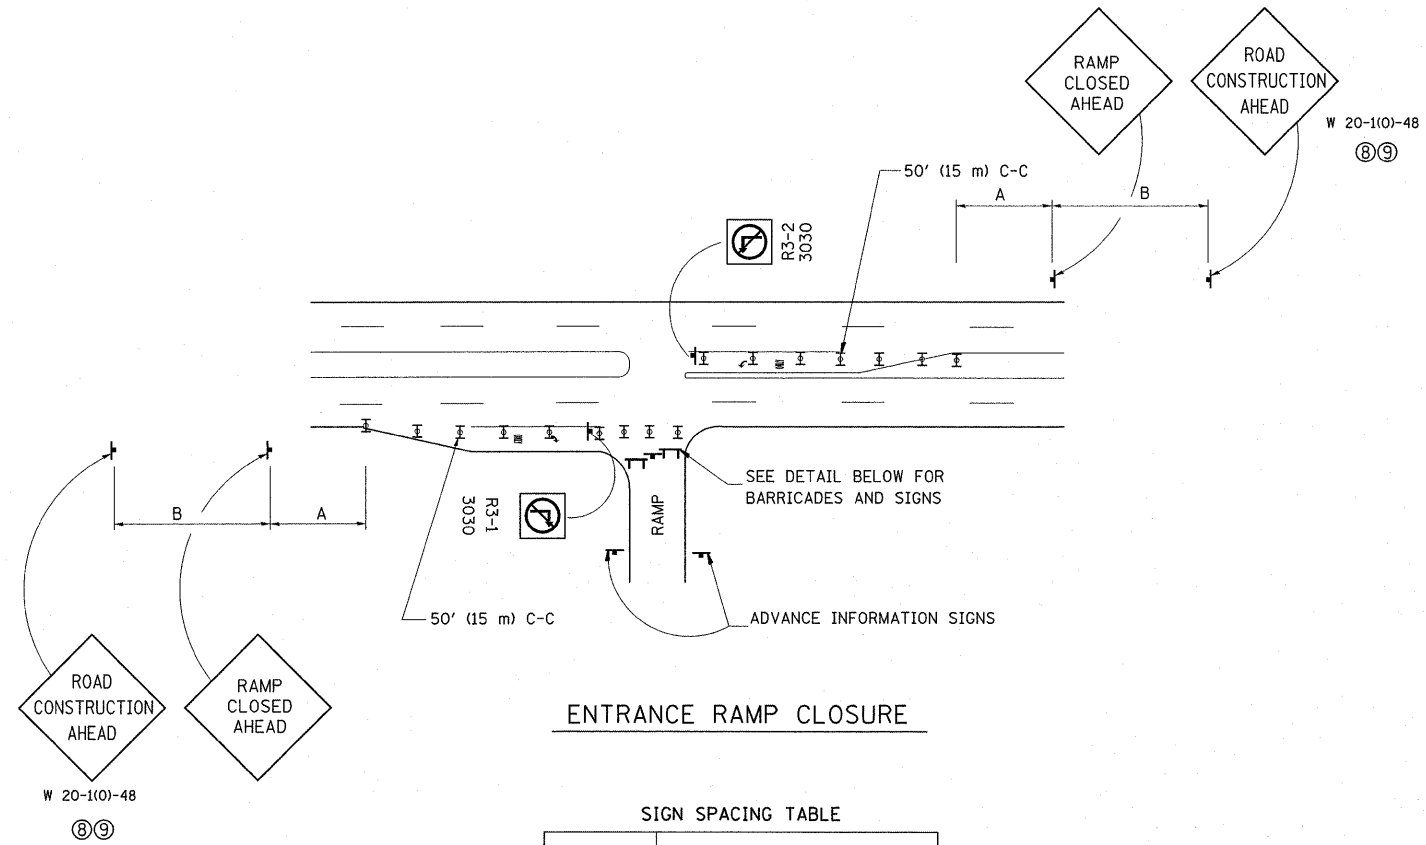 RAMP
CLOSED
AHEAD
ROAD
CONSTRUCTION
AHEAD
W 20-1(O)-48
⑧⑨
50' (15 m) C-C
A
B
R3-2
3030
SEE DETAIL BELOW FOR
BARRICADES AND SIGNS
B
A
R3-1
3030
RAMP
50' (15 m) C-C
ADVANCE INFORMATION SIGNS
ROAD
CONSTRUCTION
AHEAD
RAMP
CLOSED
AHEAD
W 20-1(O)-48
⑧⑨
ENTRANCE RAMP CLOSURE
SIGN SPACING TABLE